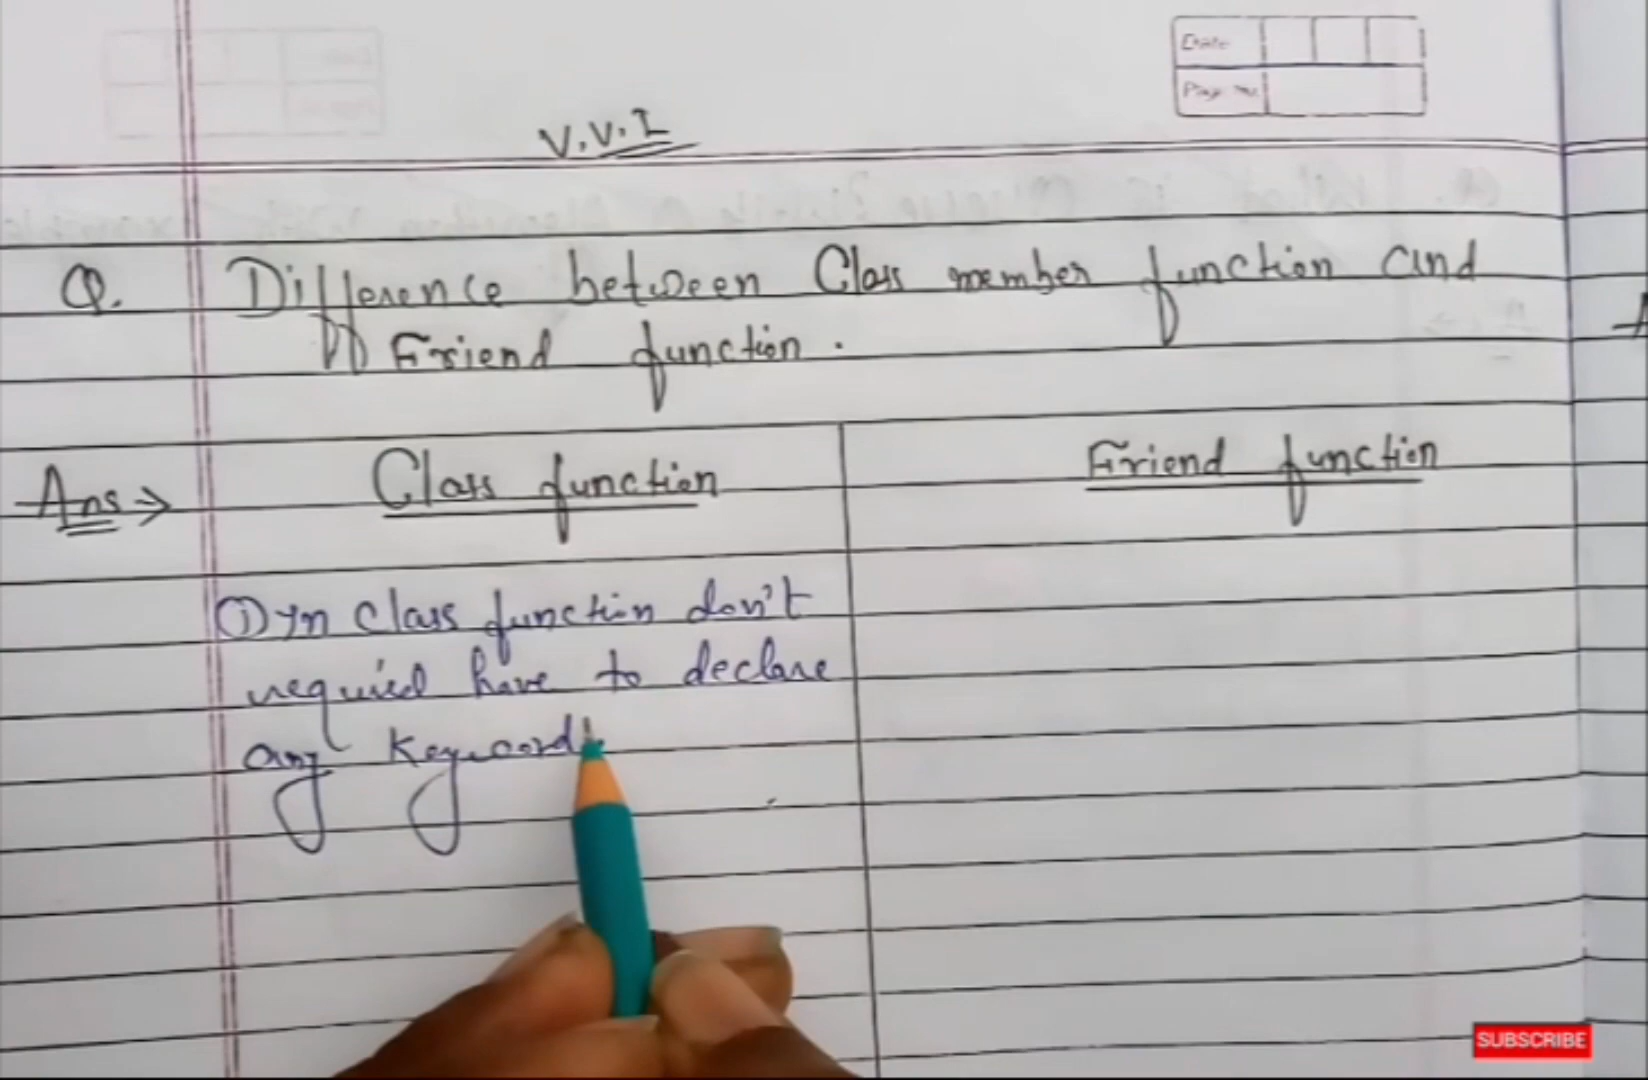 Date
Page No.
V.V.I
Q. Difference between Class member function and
Friend function.
Ans → Class function Friend function
① In class function don't
required have to declare
any keyword
SUBSCRIBE